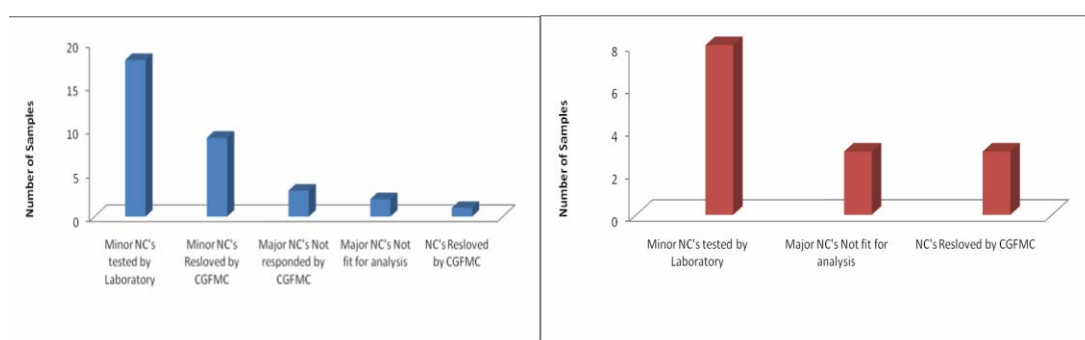 20
15
10
5
0
Number of Samples
Minor NC's
tested by
Laboratory
Minor NC's
Resloved by
CGFMC
Major NC's Not
responded by
CGFMC
Major NC's Not
fit for analysis
NC's Resloved
by CGFMC
8
6
4
2
0
Number of Samples
Minor NC's tested by
Laboratory
Major NC's Not fit for
analysis
NC's Resloved by CGFMC